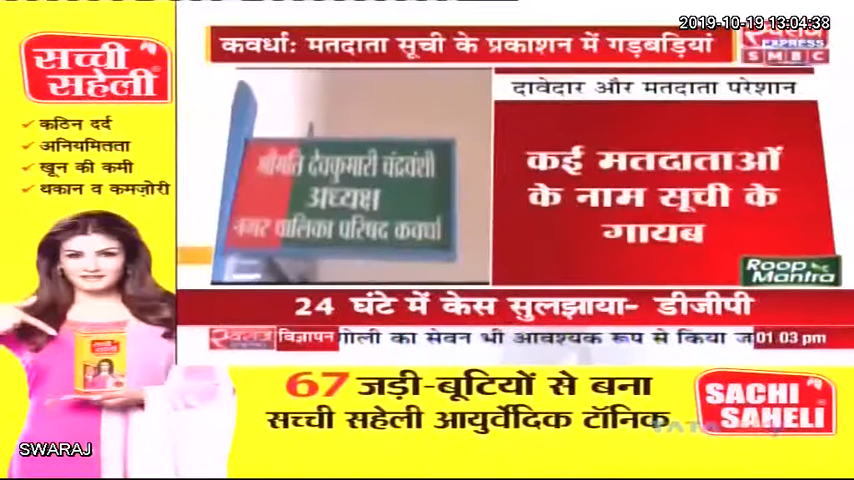 2019-10-19 13:04:38
सच्ची
सहेली
कठिन दर्द
अनियमितता
खून की कमी
थकान व कमज़ोरी
कवर्धाः मतदाता सूची के प्रकाशन में गड़बड़ियां
स्वराज
EXPRESS
SMBC
दावेदार और मतदाता परेशान
श्रीमति देवकुमारी चंद्रवंशी
अध्यक्ष
नगर पालिका परिषद कवर्धा
कई मतदाताओं
के नाम सूची के
गायब
Roop
Mantra
24 घंटे में केस सुलझाया- डीजीपी
स्वराज विज्ञापन गोली का सेवन भी आवश्यक रूप से किया 01:03 pm
67 जड़ी-बूटियों से बना
सच्ची सहेली आयुर्वेदिक टॉनिक
SACHI
SAHELI
SWARAJ